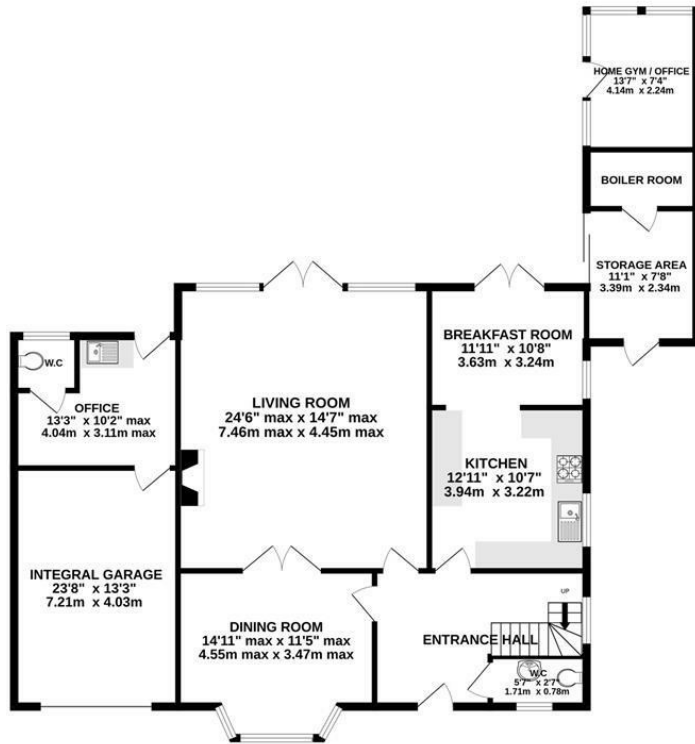 HOME GYM / OFFICE
13'7" x 7'4"
4.14m x 2.24m
BOILER ROOM
STORAGE AREA
11'1" x 7'8"
3.39m x 2.34m
BREAKFAST ROOM
11'11" x 10'8"
3.63m x 3.24m
W.C
OFFICE
13'3" x 10'2" max
4.04m x 3.11m max
LIVING ROOM
24'6" max x 14'7" max
7.46m max x 4.45m max
KITCHEN
12'11" x 10'7"
3.94m x 3.22m
INTEGRAL GARAGE
23'8" x 13'3"
7.21m x 4.03m
DINING ROOM
14'11" max x 11'5" max
4.55m max x 3.47m max
UP
ENTRANCE HALL
W.C
5'7" x 2'7"
1.71m x 0.78m